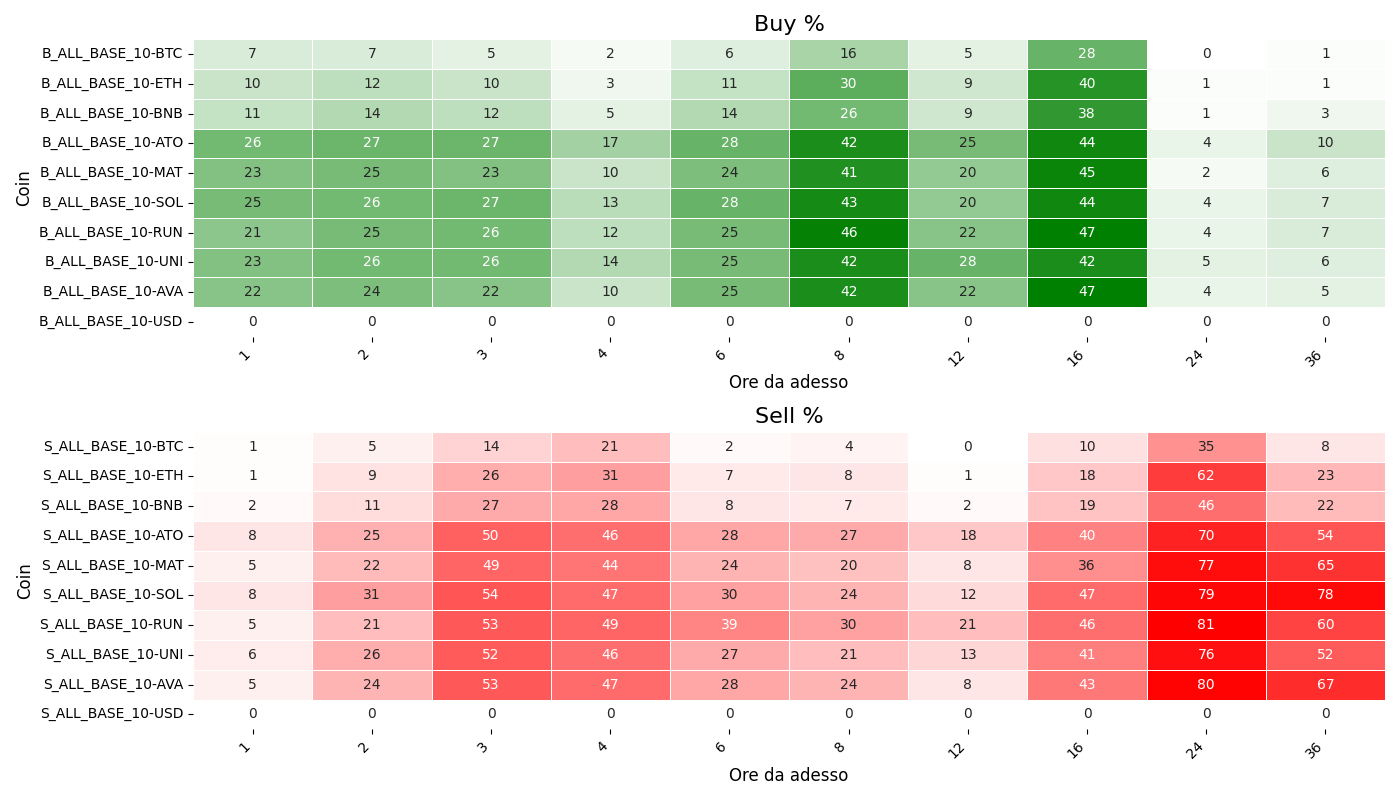 Buy %
Coin
B_ALL_BASE_10-BTC 7 7 5 2 6 16 5 28 0 1
B_ALL_BASE_10-ETH 10 12 10 3 11 30 9 40 1 1
B_ALL_BASE_10-BNB 11 14 12 5 14 26 9 38 1 3
B_ALL_BASE_10-ATO 26 27 27 17 28 42 25 44 4 10
B_ALL_BASE_10-MAT 23 25 23 10 24 41 20 45 2 6
B_ALL_BASE_10-SOL 25 26 27 13 28 43 20 44 4 7
B_ALL_BASE_10-RUN 21 25 26 12 25 46 22 47 4 7
B_ALL_BASE_10-UNI 23 26 26 14 25 42 28 42 5 6
B_ALL_BASE_10-AVA 22 24 22 10 25 42 22 47 4 5
B_ALL_BASE_10-USD 0 0 0 0 0 0 0 0 0 0
1 2 3 4 6 8 12 16 24 36
Ore da adesso
Sell %
Coin
S_ALL_BASE_10-BTC 1 5 14 21 2 4 0 10 35 8
S_ALL_BASE_10-ETH 1 9 26 31 7 8 1 18 62 23
S_ALL_BASE_10-BNB 2 11 27 28 8 7 2 19 46 22
S_ALL_BASE_10-ATO 8 25 50 46 28 27 18 40 70 54
S_ALL_BASE_10-MAT 5 22 49 44 24 20 8 36 77 65
S_ALL_BASE_10-SOL 8 31 54 47 30 24 12 47 79 78
S_ALL_BASE_10-RUN 5 21 53 49 39 30 21 46 81 60
S_ALL_BASE_10-UNI 6 26 52 46 27 21 13 41 76 52
S_ALL_BASE_10-AVA 5 24 53 47 28 24 8 43 80 67
S_ALL_BASE_10-USD 0 0 0 0 0 0 0 0 0 0
1 2 3 4 6 8 12 16 24 36
Ore da adesso